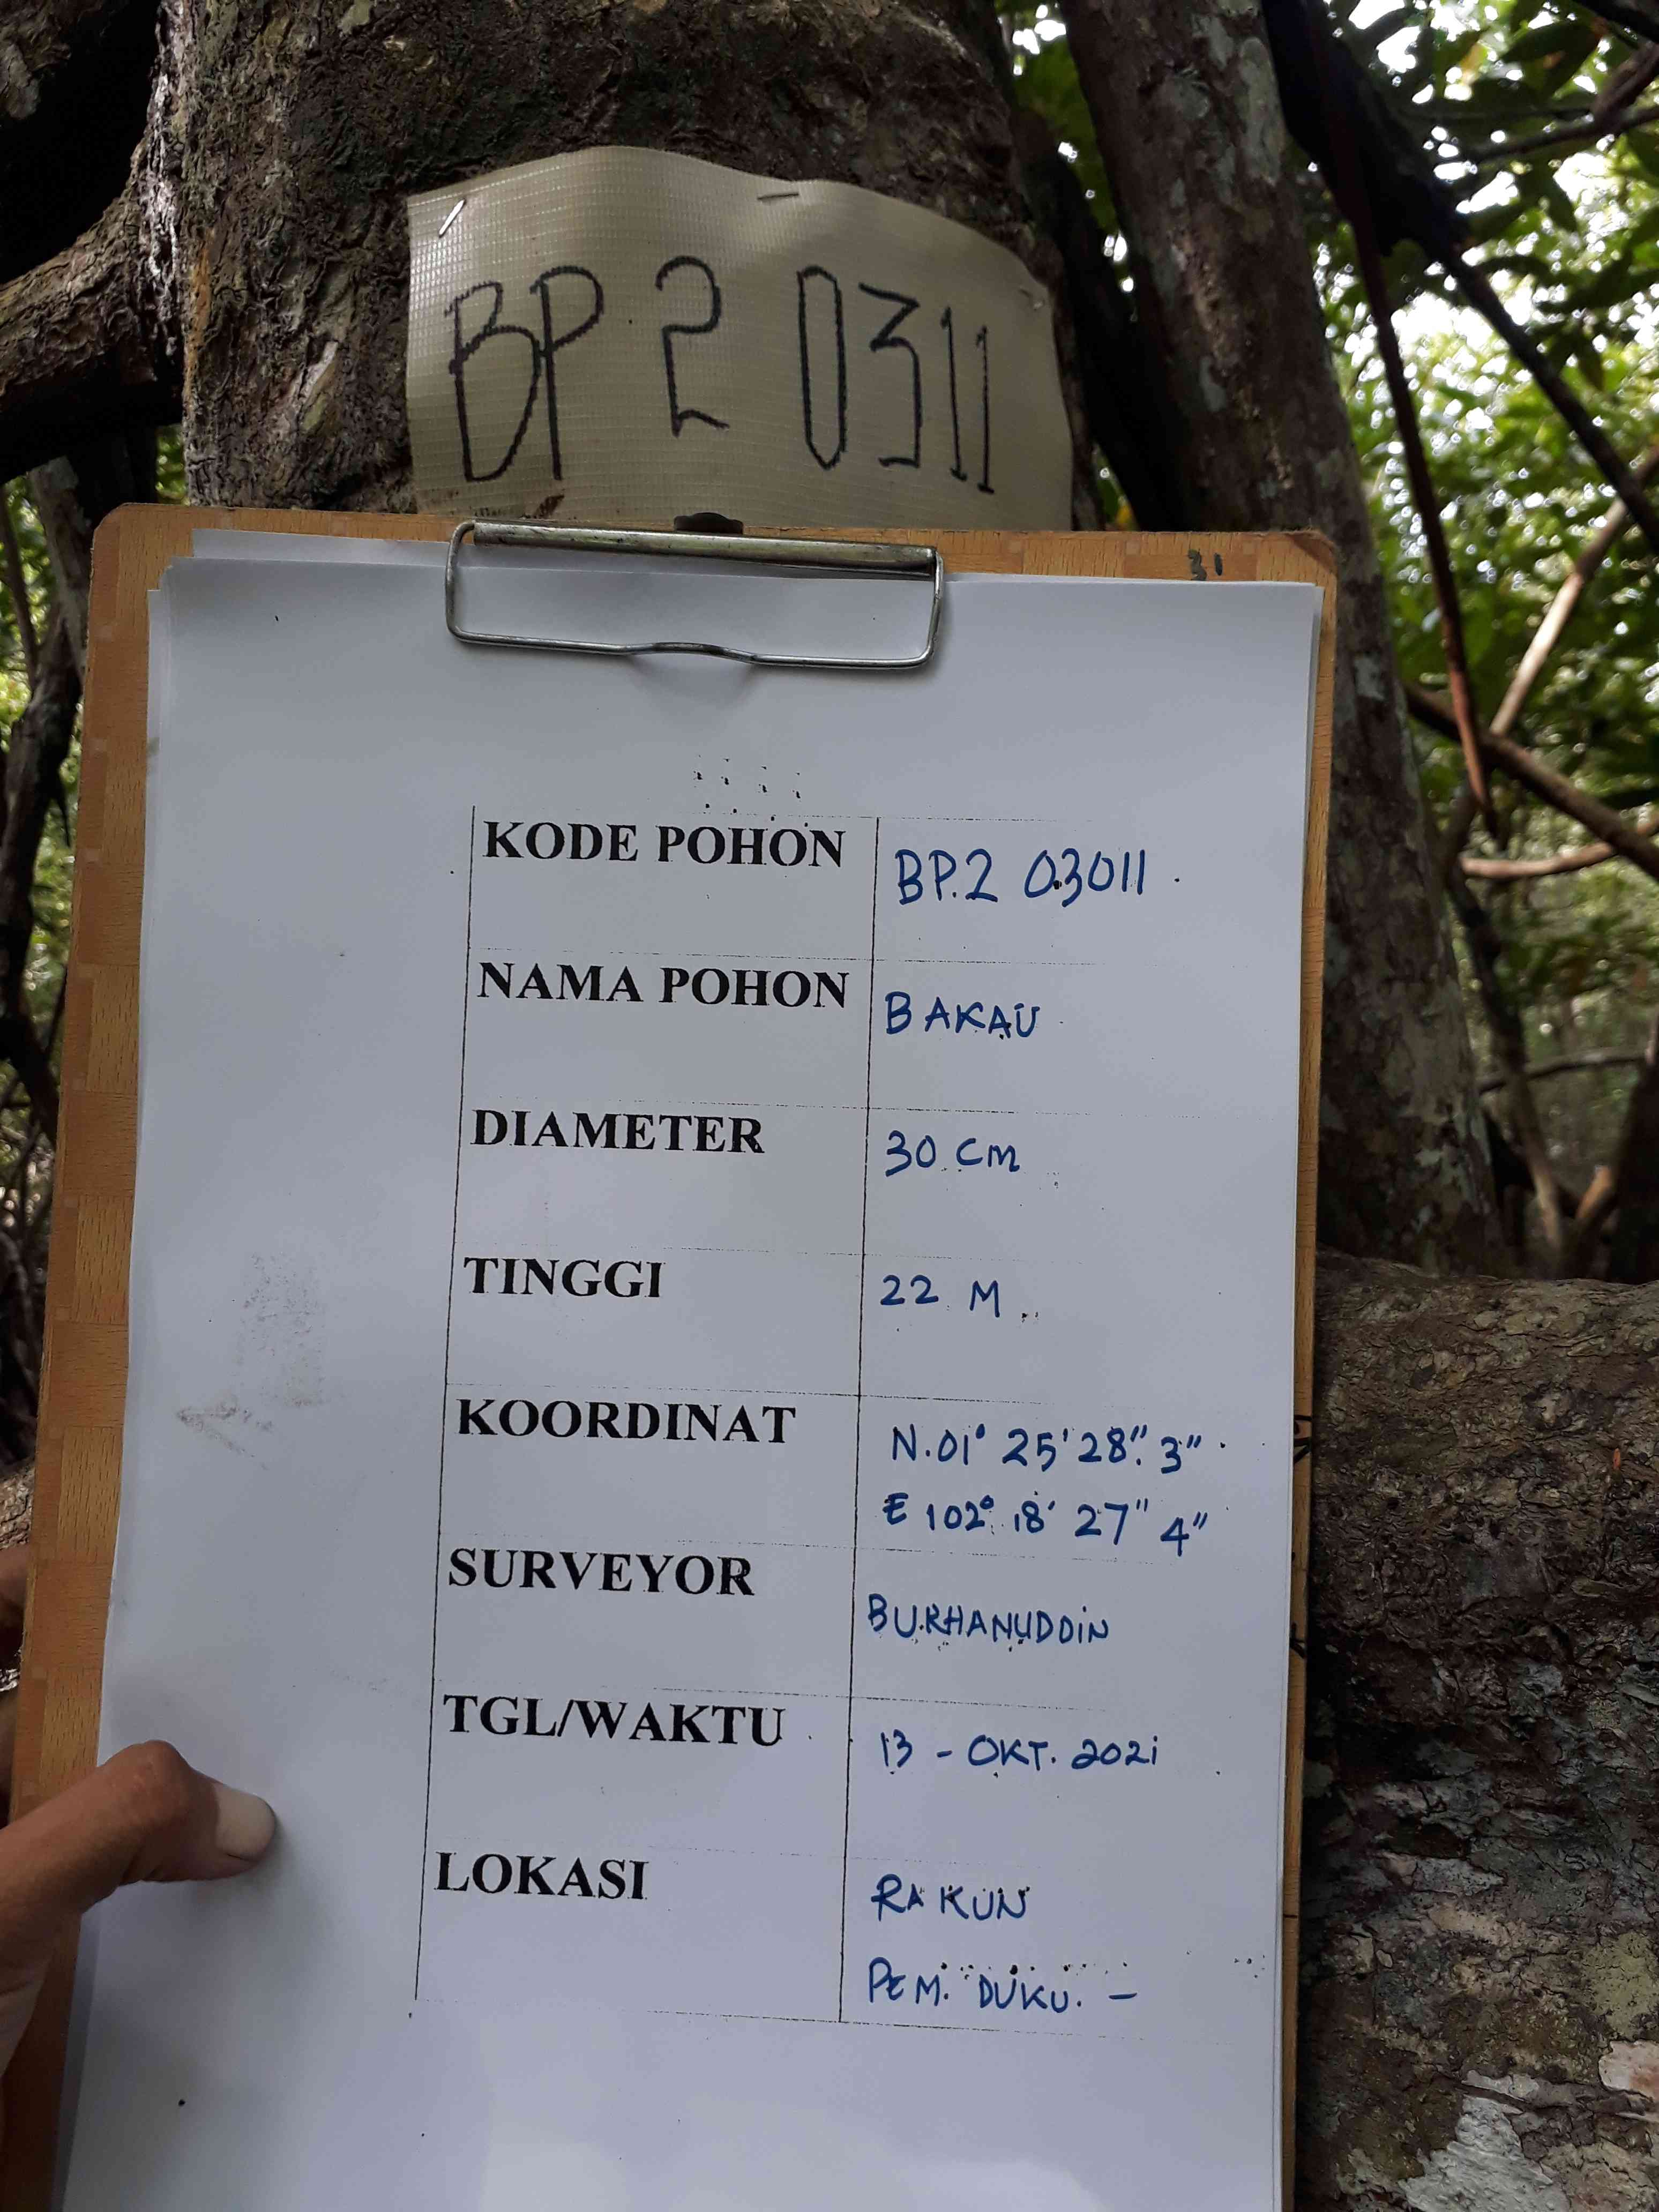 BP 2 0311
31
KODE POHON BP.2 03011
NAMA POHON BAKAU
DIAMETER 30 Cm
TINGGI 22 M
KOORDINAT N.01° 25' 28". 3"
E 102° 18' 27" 4"
SURVEYOR BURHANUDDIN
TGL/WAKTU 13 - OKT. 2021
LOKASI RAKUN
PEM. DUKU. -